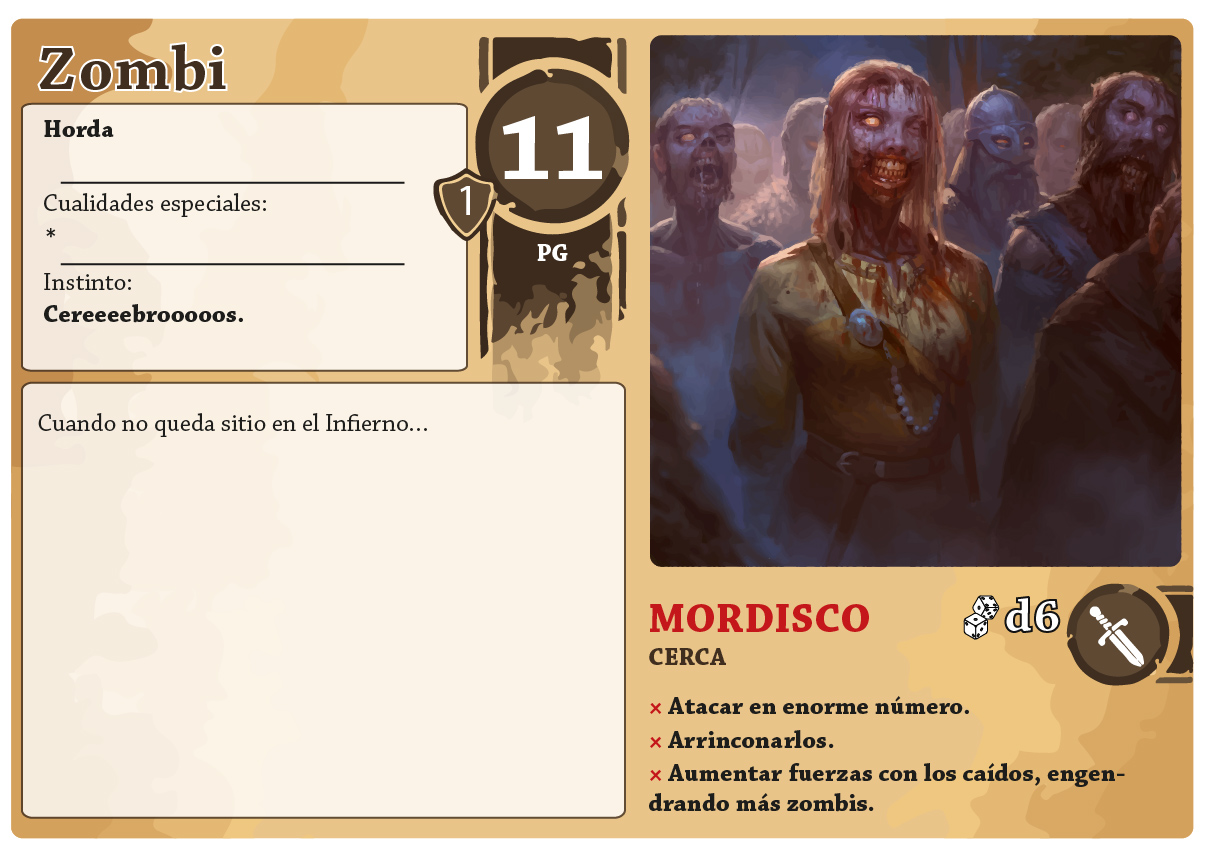 Zombi
Horda
Cualidades especiales:
*
Instinto:
Cereeeebrooooos.
11
1
PG
Cuando no queda sitio en el Infierno...
MORDISCO
d6
CERCA
× Atacar en enorme número.
× Arrinconarlos.
× Aumentar fuerzas con los caídos, engen-
drando más zombis.